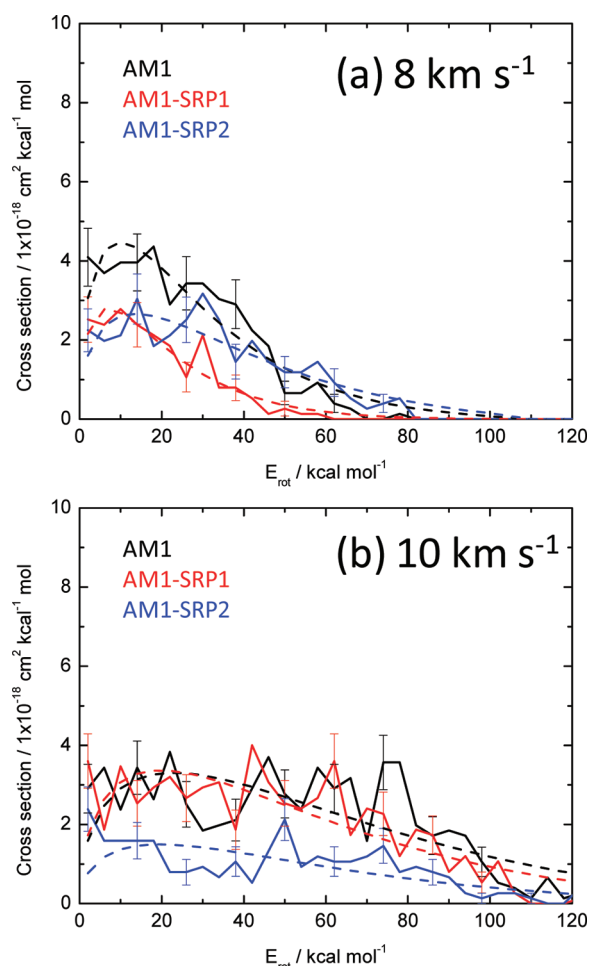 10
8
6
4
2
0
Cross section / 1x10⁻¹⁸ cm² kcal⁻¹ mol
AM1
AM1-SRP1
AM1-SRP2
(a) 8 km s⁻¹
0 20 40 60 80 100 120
E_rot / kcal mol⁻¹
10
8
6
4
2
0
Cross section / 1x10⁻¹⁸ cm² kcal⁻¹ mol
AM1
AM1-SRP1
AM1-SRP2
(b) 10 km s⁻¹
0 20 40 60 80 100 120
E_rot / kcal mol⁻¹